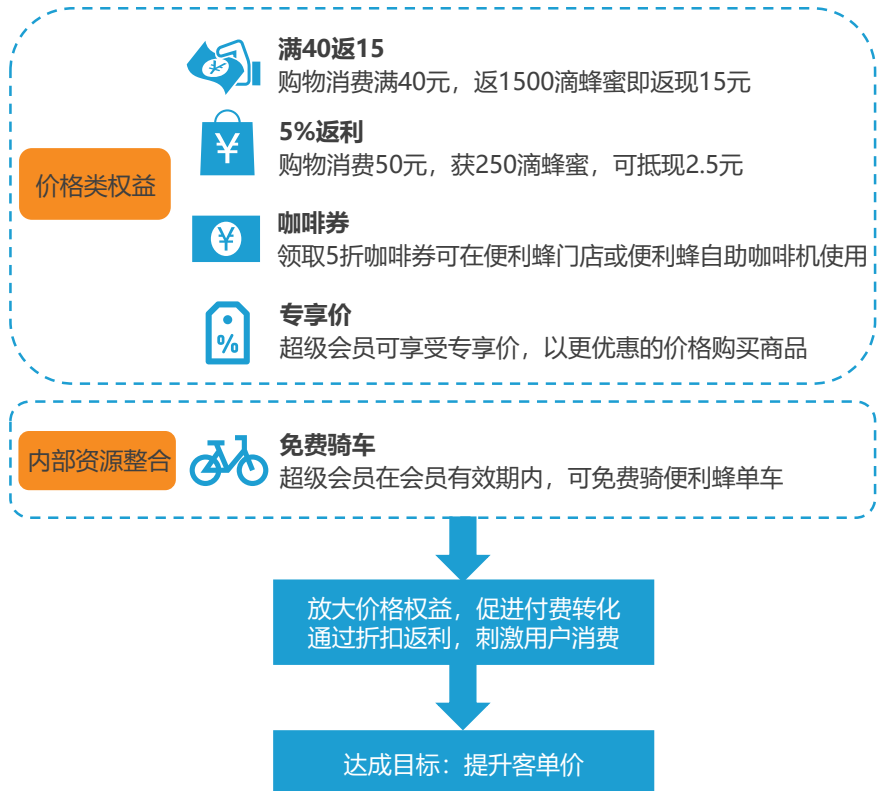 满40返15
购物消费满40元，返1500滴蜂蜜即返现15元
¥
5%返利
购物消费50元，获250滴蜂蜜，可抵现2.5元
价格类权益
¥
咖啡券
领取5折咖啡券可在便利蜂门店或便利蜂自助咖啡机使用
%
专享价
超级会员可享受专享价，以更优惠的价格购买商品
内部资源整合
免费骑车
超级会员在会员有效期内，可免费骑便利蜂单车
放大价格权益，促进付费转化
通过折扣返利，刺激用户消费
达成目标：提升客单价